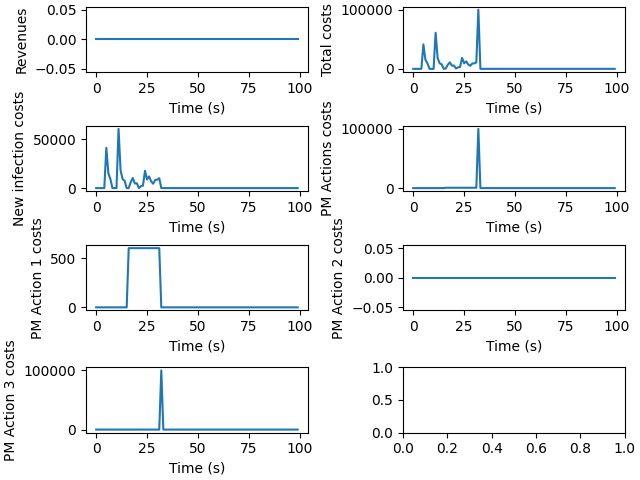 Revenues
0.05
0.00
−0.05
0 25 50 75 100
Time (s)
Total costs
100000
0
0 25 50 75 100
Time (s)
New infection costs
50000
0
0 25 50 75 100
Time (s)
PM Actions costs
100000
0
0 25 50 75 100
Time (s)
PM Action 1 costs
500
0
0 25 50 75 100
Time (s)
PM Action 2 costs
0.05
0.00
−0.05
0 25 50 75 100
Time (s)
PM Action 3 costs
100000
0
0 25 50 75 100
Time (s)
1.0
0.5
0.0
0.0 0.2 0.4 0.6 0.8 1.0